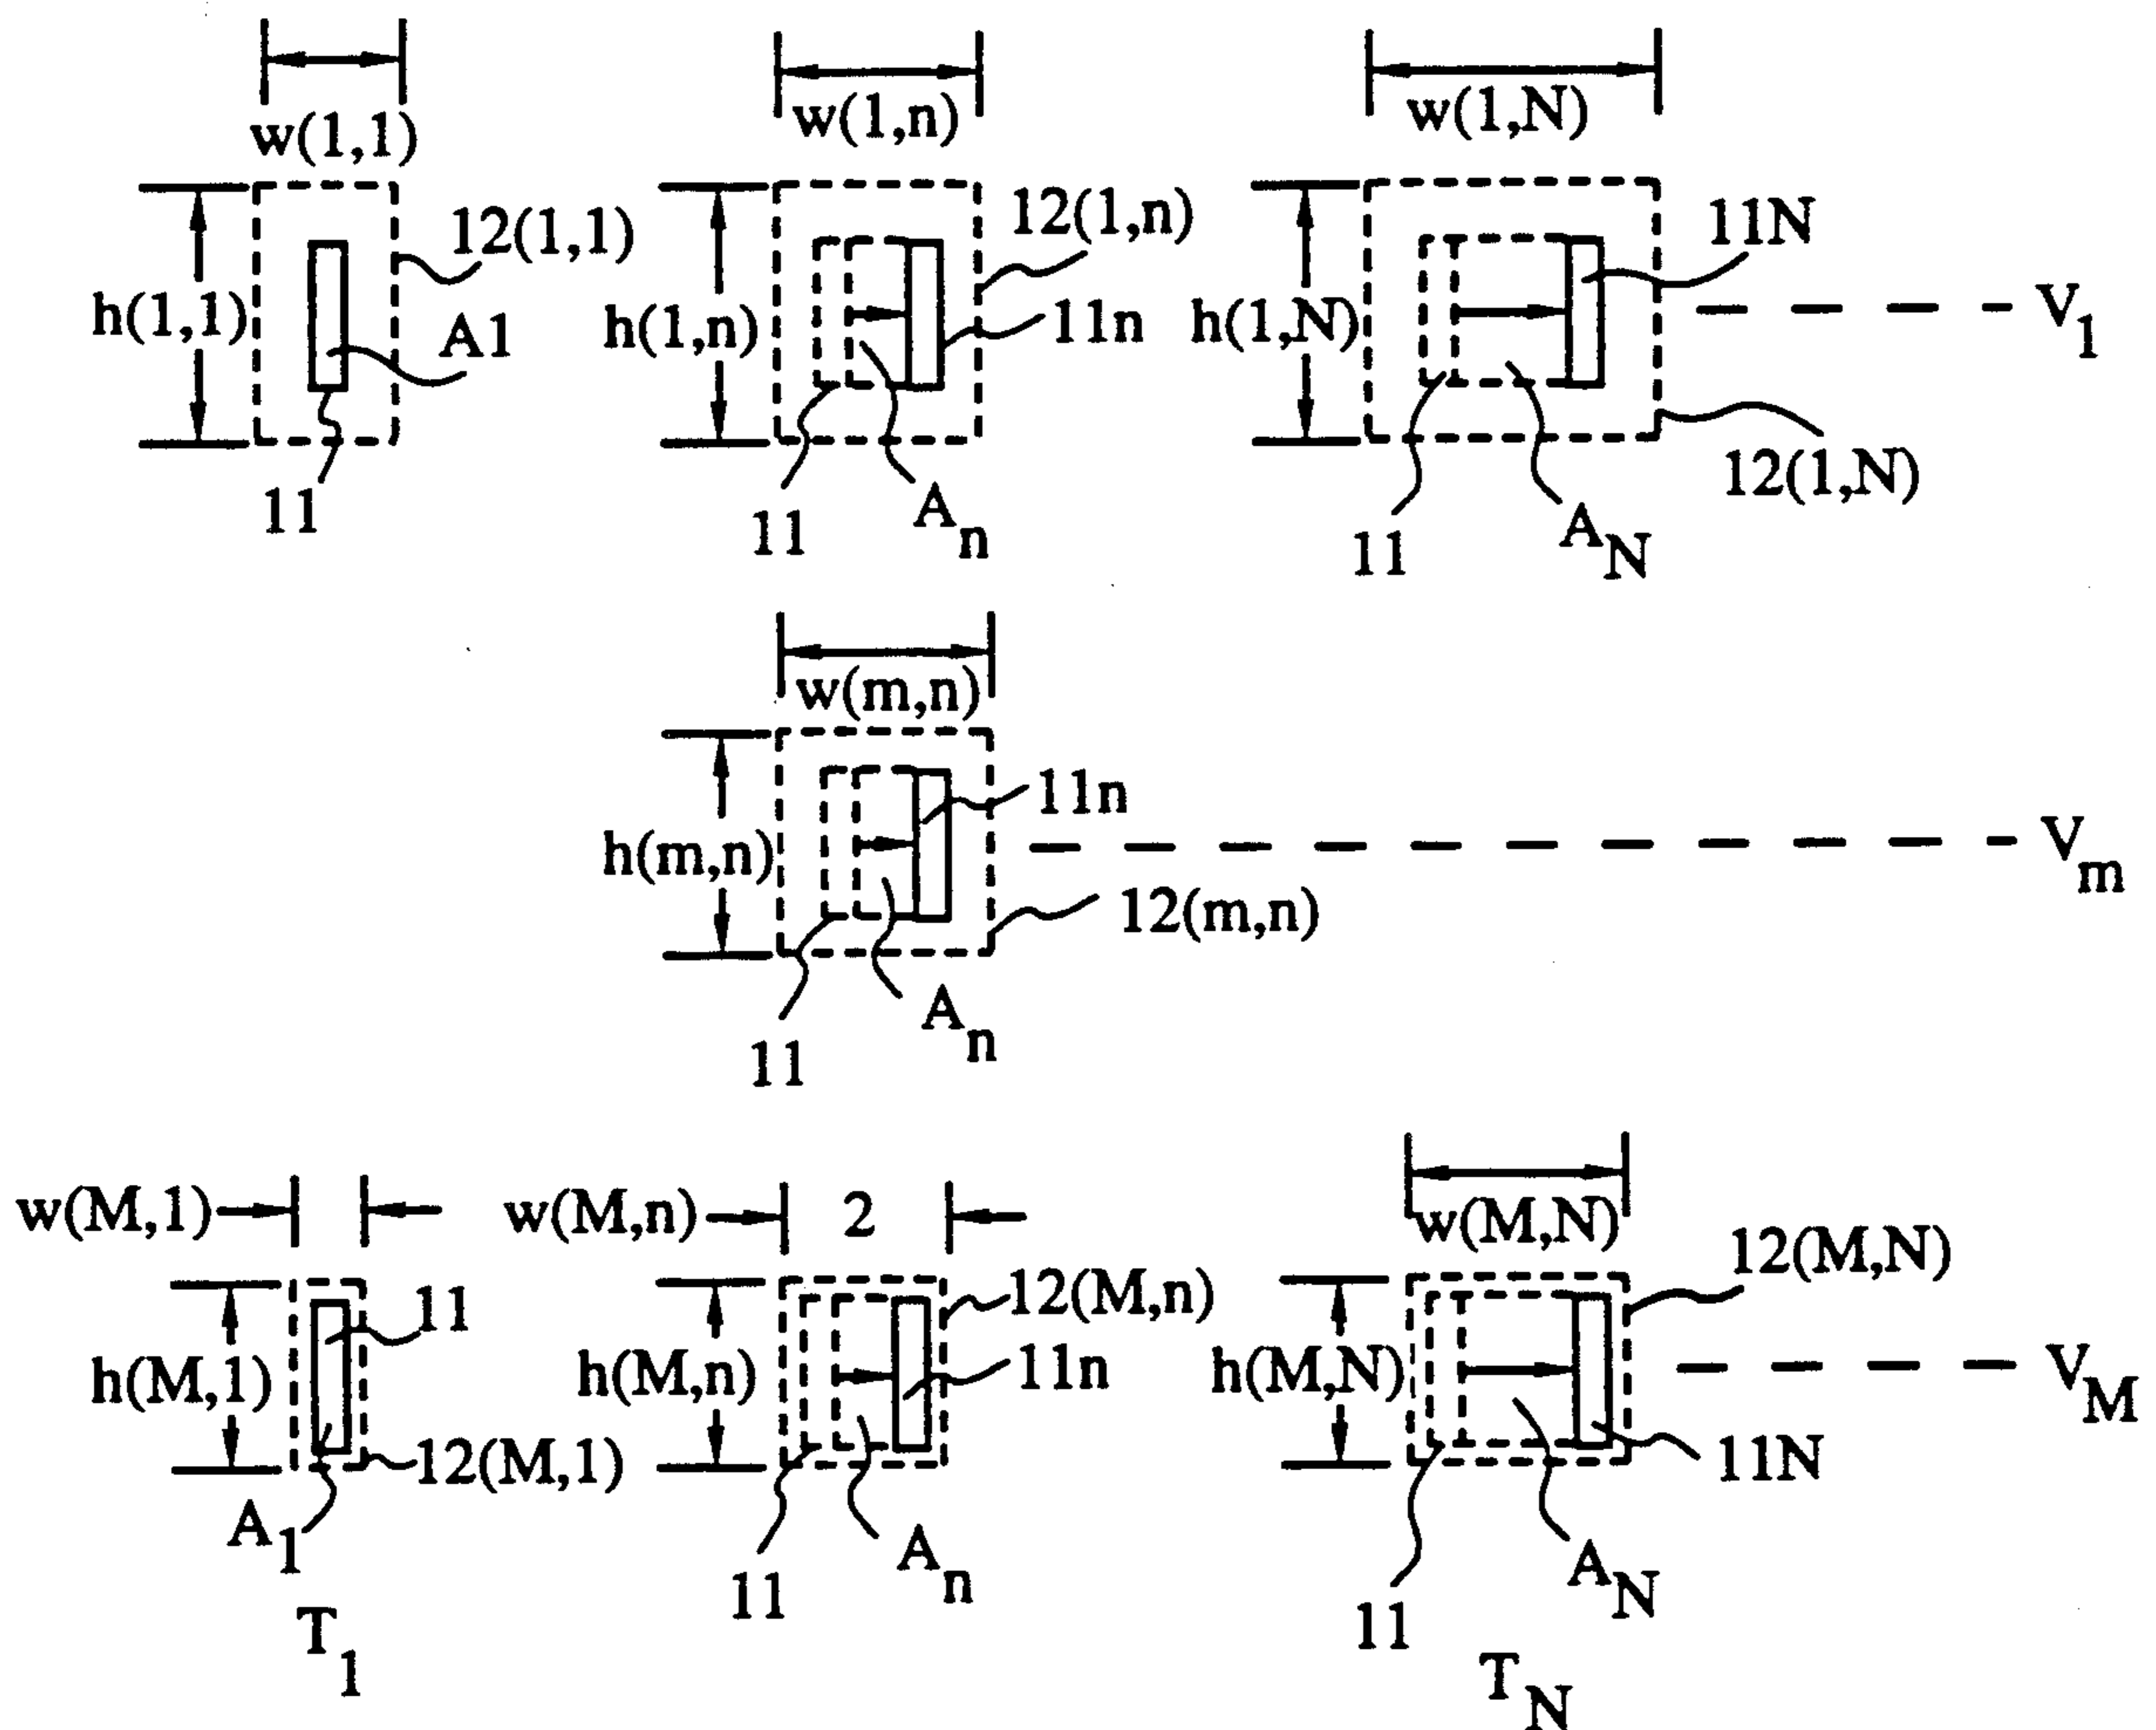 w(1,1) w(1,n) w(1,N)
12(1,1) 12(1,n) 11N
h(1,1) A1 h(1,n) 11n h(1,N) V1
11 11 An 11 AN 12(1,N)
w(m,n)
11n
h(m,n) Vm
12(m,n)
11 An
w(M,1) w(M,n) 2 w(M,N)
11 12(M,n) 12(M,N)
h(M,1) h(M,n) 11n h(M,N) VM
12(M,1) 11N
A1 11 An 11 AN
T1 TN